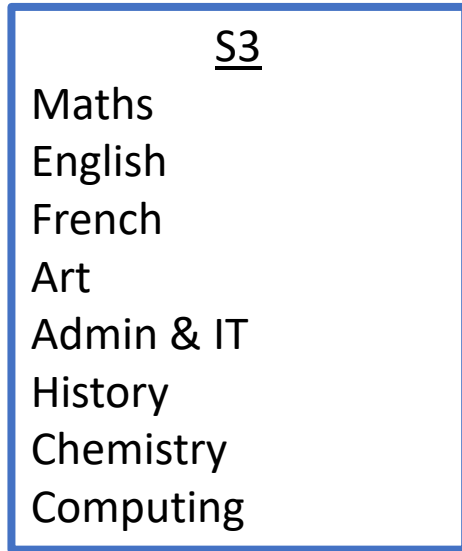 S3
Maths
English
French
Art
Admin & IT
History
Chemistry
Computing